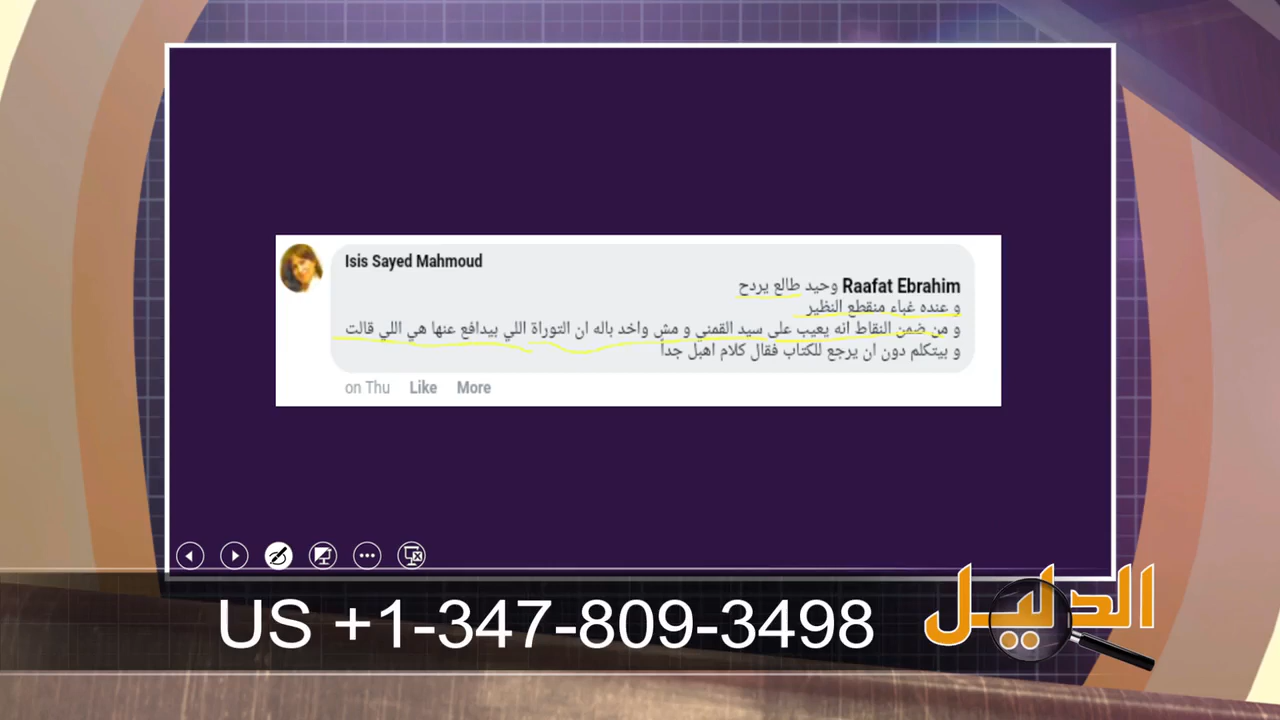 Isis Sayed Mahmoud
Raafat Ebrahim وحيد طالع يردح
و عنده غباء منقطع النظير
و من ضمن النقاط انه يعيب على سيد القمني و مش واخد باله ان التوراة اللي بيدافع عنها هي اللي قالت
و بيتكلم دون ان يرجع للكتاب فقال كلام اهبل جداً
on Thu Like More
US +1-347-809-3498
الدليل